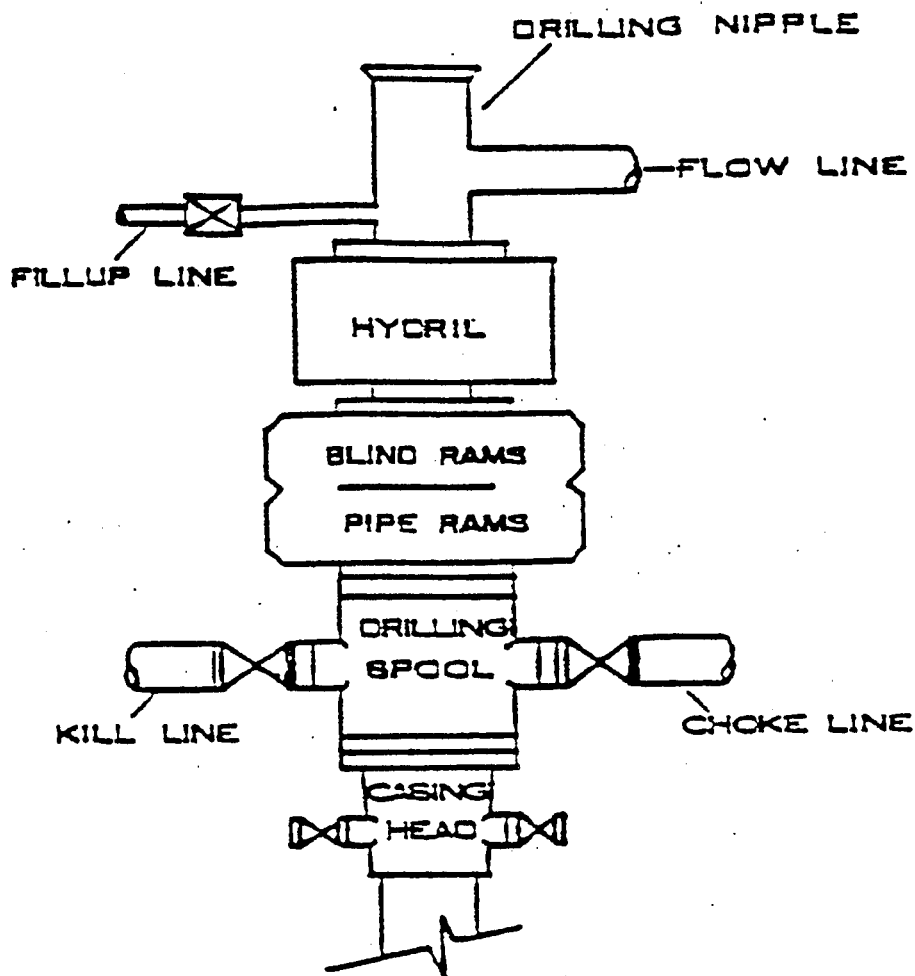 DRILLING NIPPLE
FLOW LINE
FILLUP LINE
HYDRIL
BLIND RAMS
PIPE RAMS
DRILLING
SPOOL
KILL LINE
CHOKE LINE
CASING
HEAD